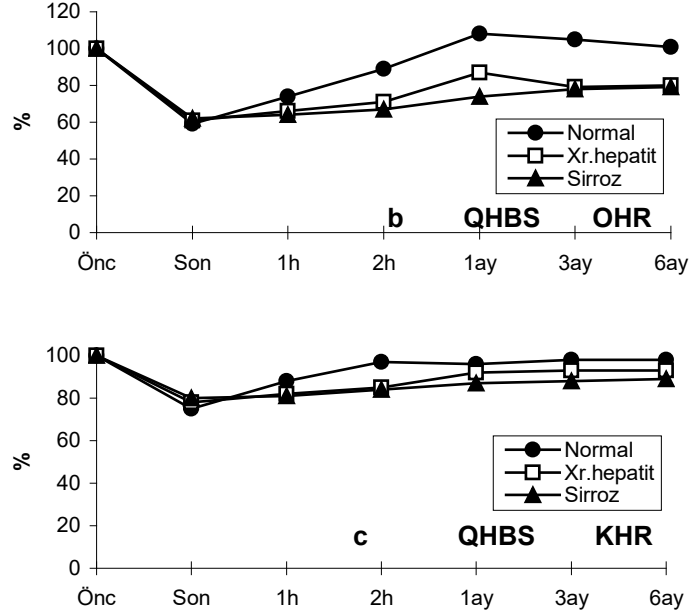 120
100
80
60
40
20
0
%
Normal
Xr.hepatit
Sirroz
b QHBS OHR
Önc Son 1h 2h 1ay 3ay 6ay
100
80
60
40
20
0
%
Normal
Xr.hepatit
Sirroz
c QHBS KHR
Önc Son 1h 2h 1ay 3ay 6ay